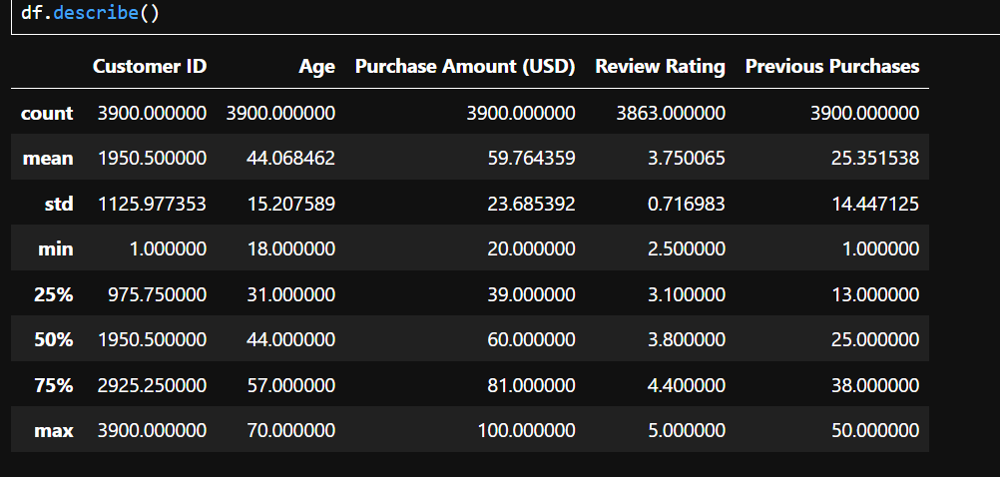 df.describe()
Customer ID Age Purchase Amount (USD) Review Rating Previous Purchases
count 3900.000000 3900.000000 3900.000000 3863.000000 3900.000000
mean 1950.500000 44.068462 59.764359 3.750065 25.351538
std 1125.977353 15.207589 23.685392 0.716983 14.447125
min 1.000000 18.000000 20.000000 2.500000 1.000000
25% 975.750000 31.000000 39.000000 3.100000 13.000000
50% 1950.500000 44.000000 60.000000 3.800000 25.000000
75% 2925.250000 57.000000 81.000000 4.400000 38.000000
max 3900.000000 70.000000 100.000000 5.000000 50.000000